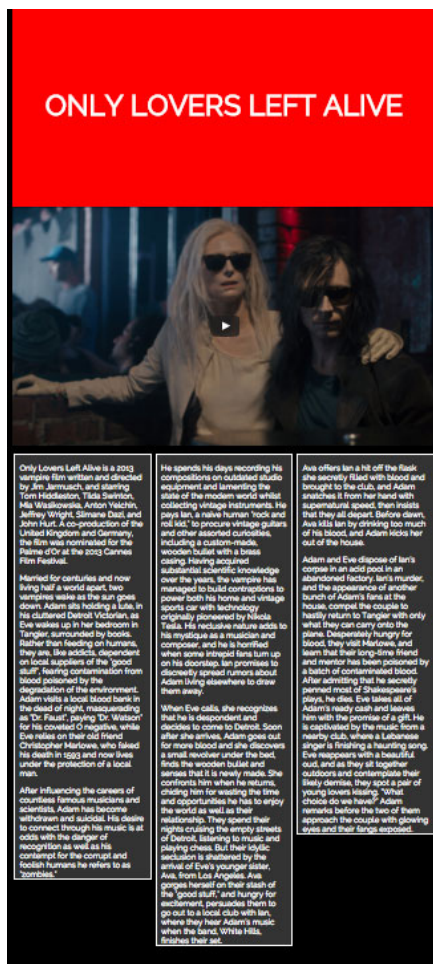 ONLY LOVERS LEFT ALIVE
Only Lovers Left Alive is a 2013
vampire film written and directed
by Jim Jarmusch, and starring
Tom Hiddleston, Tilda Swinton,
Mia Wasikowska, Anton Yelchin,
Jeffrey Wright, Slimane Dazi, and
John Hurt. A co-production of the
United Kingdom and Germany,
the film was nominated for the
Palme d'Or at the 2013 Cannes
Film Festival.
Married for centuries and now
living half a world apart, two
vampires wake as the sun goes
down. Adam sits holding a lute, in
his cluttered Detroit Victorian, as
Eve wakes up in her bedroom in
Tangier, surrounded by books.
Rather than feeding on humans,
they are, like addicts, dependent
on local suppliers of the "good
stuff", fearing contamination from
blood poisoned by the
degradation of the environment.
Adam visits a local blood bank in
the dead of night, masquerading
as "Dr. Faust", paying "Dr. Watson"
for his coveted O negative, while
Eve relies on their old friend
Christopher Marlowe, who faked
his death in 1593 and now lives
under the protection of a local
man.
After influencing the careers of
countless famous musicians and
scientists, Adam has become
withdrawn and suicidal. His desire
to connect through his music is at
odds with the danger of
recognition as well as his
contempt for the corrupt and
foolish humans he refers to as
"zombies."
He spends his days recording his
compositions on outdated studio
equipment and lamenting the
state of the modern world whilst
collecting vintage instruments. He
pays Ian, a naive human "rock and
roll kid," to procure vintage guitars
and other assorted curiosities,
including a custom-made,
wooden bullet with a brass
casing. Having acquired
substantial scientific knowledge
over the years, the vampire has
managed to build contraptions to
power both his home and vintage
sports car with technology
originally pioneered by Nikola
Tesla. His reclusive nature adds to
his mystique as a musician and
composer, and he is horrified
when some intrepid fans turn up
on his doorstep. Ian promises to
discreetly spread rumors about
Adam living elsewhere to draw
them away.
When Eve calls, she recognizes
that he is despondent and
decides to come to Detroit. Soon
after she arrives, Adam goes out
for more blood and she discovers
a small revolver under the bed,
finds the wooden bullet and
senses that it is newly made. She
confronts him when he returns,
chiding him for wasting the time
and opportunities he has to enjoy
the world as well as their
relationship. They spend their
nights cruising the empty streets
of Detroit, listening to music and
playing chess. But their idyllic
seclusion is shattered by the
arrival of Eve's younger sister,
Ava, from Los Angeles. Ava
gorges herself on their stash of
the "good stuff," and hungry for
excitement, persuades them to
go out to a local club with Ian,
where they hear Adam's music
when the band, White Hills,
finishes their set.
Ava offers Ian a hit off the flask
she secretly filled with blood and
brought to the club, and Adam
snatches it from her hand with
supernatural speed, then insists
that they all depart. Before dawn,
Ava kills Ian by drinking too much
of his blood, and Adam kicks her
out of the house.
Adam and Eve dispose of Ian's
corpse in an acid pool in an
abandoned factory. Ian's murder,
and the appearance of another
bunch of Adam's fans at the
house, compel the couple to
hastily return to Tangier with only
what they can carry onto the
plane. Desperately hungry for
blood, they visit Marlowe, and
learn that their long-time friend
and mentor has been poisoned by
a batch of contaminated blood.
After admitting that he secretly
penned most of Shakespeare's
plays, he dies. Eve takes all of
Adam's ready cash and leaves
him with the promise of a gift. He
is captivated by the music from a
nearby club, where a Lebanese
singer is finishing a haunting song.
Eve reappears with a beautiful
oud, and as they sit together
outdoors and contemplate their
likely demise, they spot a pair of
young lovers kissing. "What
choice do we have?" Adam
remarks before the two of them
approach the couple with glowing
eyes and their fangs exposed.